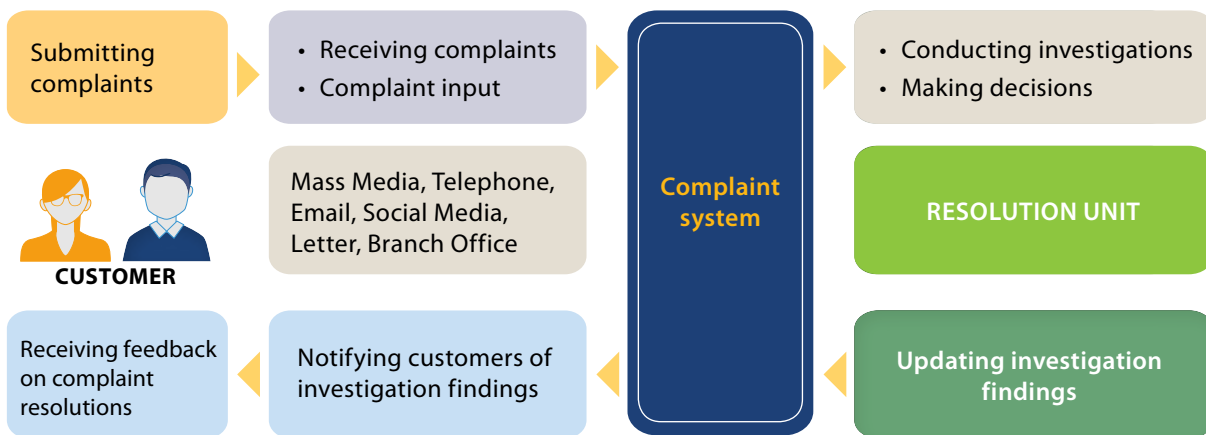 Submitting
complaints
• Receiving complaints
• Complaint input
Complaint
system
• Conducting investigations
• Making decisions
CUSTOMER
Mass Media, Telephone,
Email, Social Media,
Letter, Branch Office
RESOLUTION UNIT
Receiving feedback
on complaint
resolutions
Notifying customers of
investigation findings
Updating investigation
findings